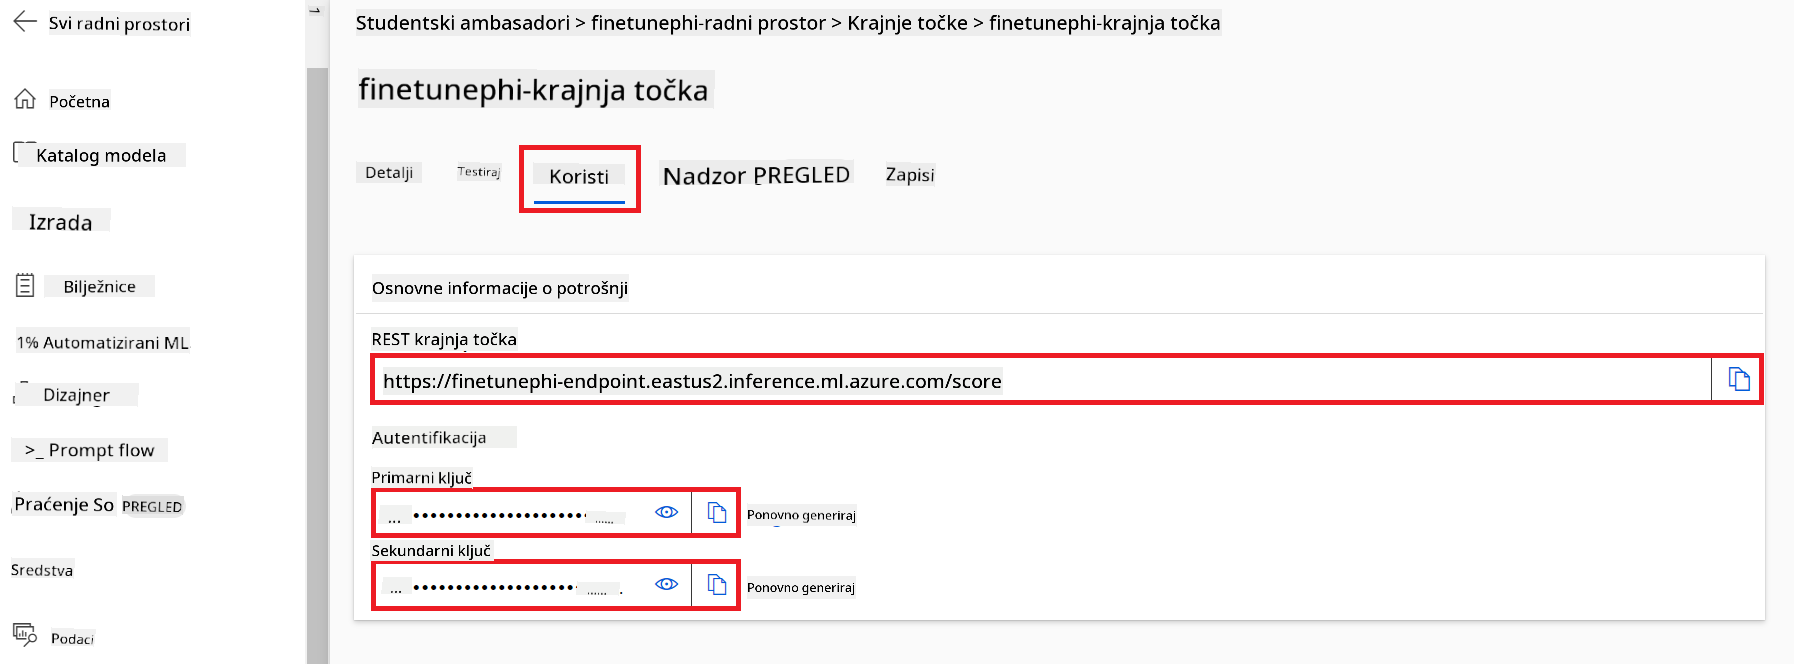 Svi radni prostori
Početna
Katalog modela
Izrada
Bilježnice
1% Automatizirani ML
Dizajner
>_ Prompt flow
Praćenje So PREGLED
Sredstva
Podaci
Studentski ambasadori > finetunephi-radni prostor > Krajnje točke > finetunephi-krajnja točka
finetunephi-krajnja točka
Detalji Testiraj Koristi Nadzor PREGLED Zapisi
Osnovne informacije o potrošnji
REST krajnja točka
https://finetunephi-endpoint.eastus2.inference.ml.azure.com/score
Autentifikacija
Primarni ključ
Ponovno generiraj
Sekundarni ključ
Ponovno generiraj